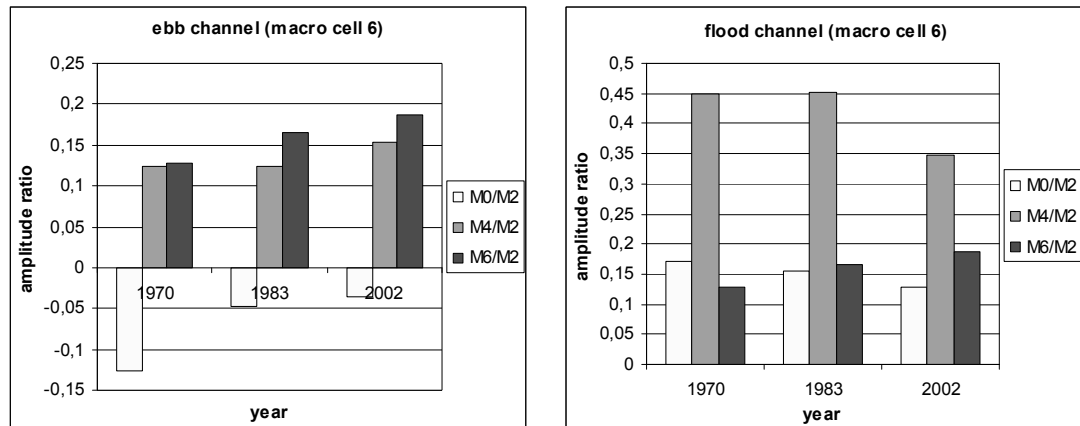 ebb channel (macro cell 6)
0,25
0,2
0,15
0,1
0,05
0
-0,05
-0,1
-0,15
amplitude ratio
1970
1983
2002
year
M0/M2
M4/M2
M6/M2
flood channel (macro cell 6)
0,5
0,45
0,4
0,35
0,3
0,25
0,2
0,15
0,1
0,05
0
amplitude ratio
1970
1983
2002
year
M0/M2
M4/M2
M6/M2